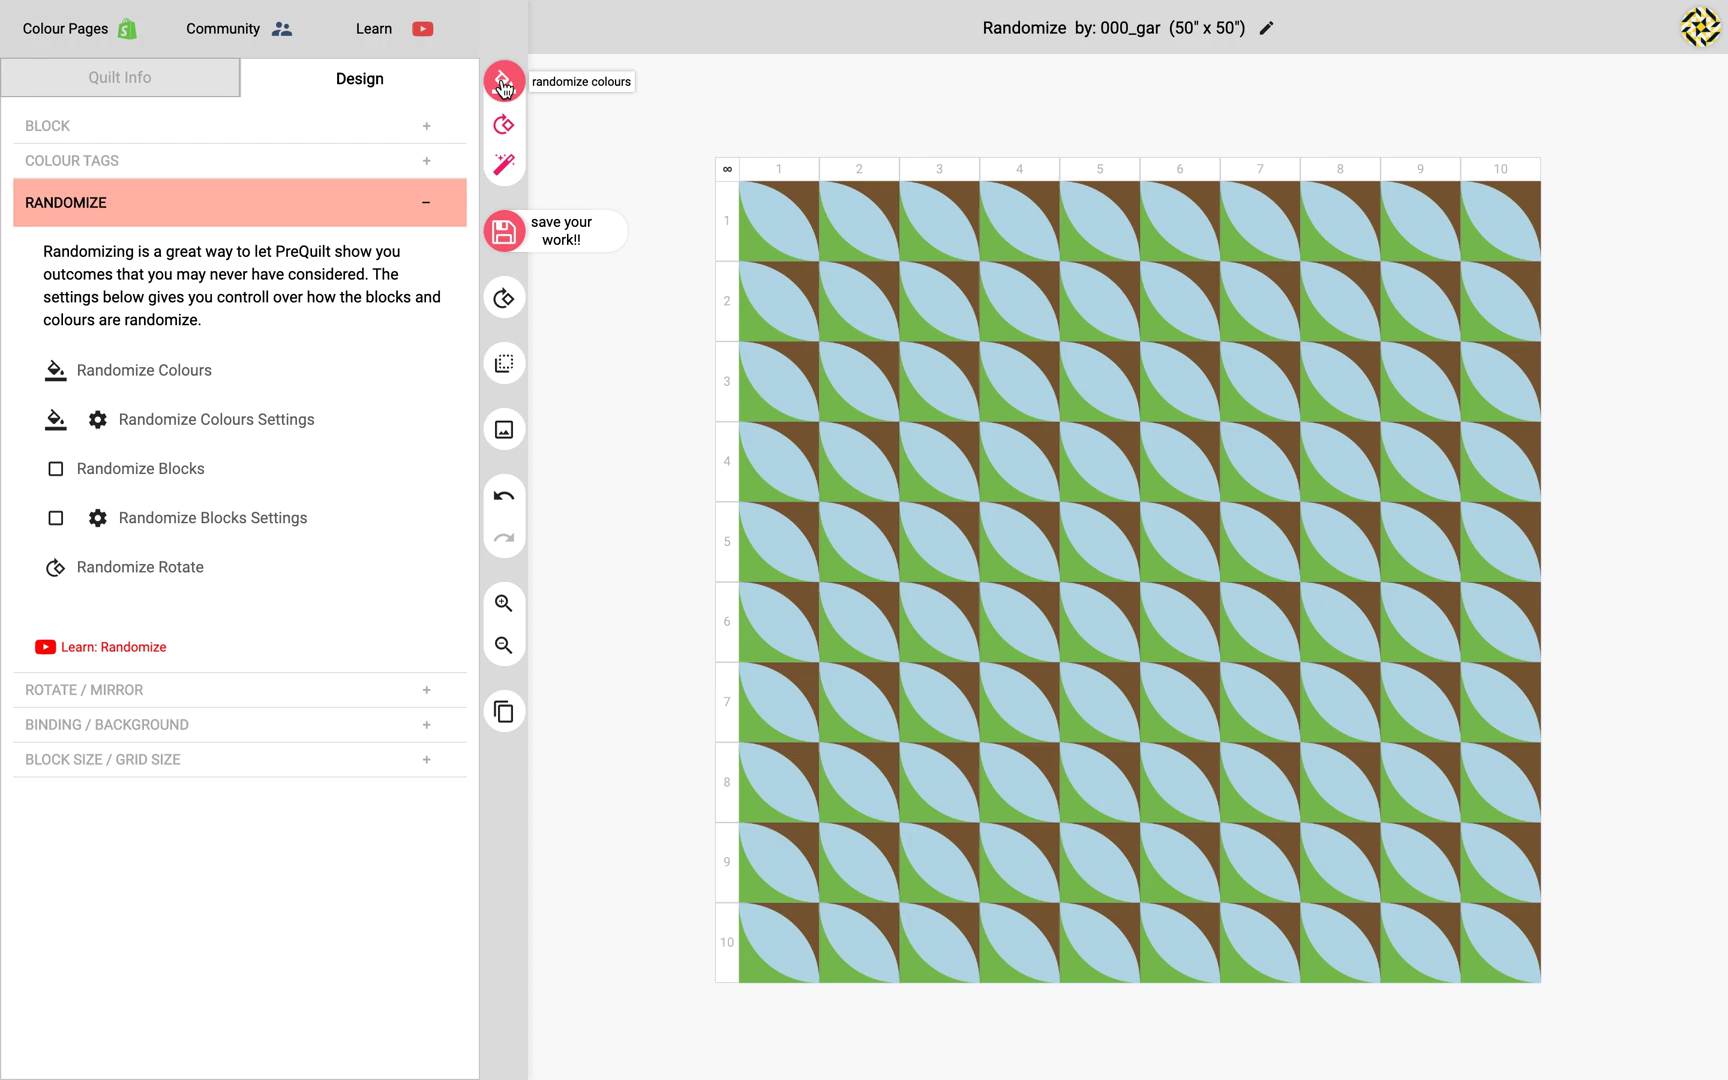 Colour Pages
Community
Learn
Randomize by: 000_gar (50" x 50")
Quilt Info
Design
randomize colours
BLOCK +
COLOUR TAGS +
RANDOMIZE −
Randomizing is a great way to let PreQuilt show you
outcomes that you may never have considered. The
settings below gives you controll over how the blocks and
colours are randomize.
Randomize Colours
Randomize Colours Settings
Randomize Blocks
Randomize Blocks Settings
Randomize Rotate
Learn: Randomize
ROTATE / MIRROR +
BINDING / BACKGROUND +
BLOCK SIZE / GRID SIZE +
save your
work!!
∞ 1 2 3 4 5 6 7 8 9 10
1
2
3
4
5
6
7
8
9
10